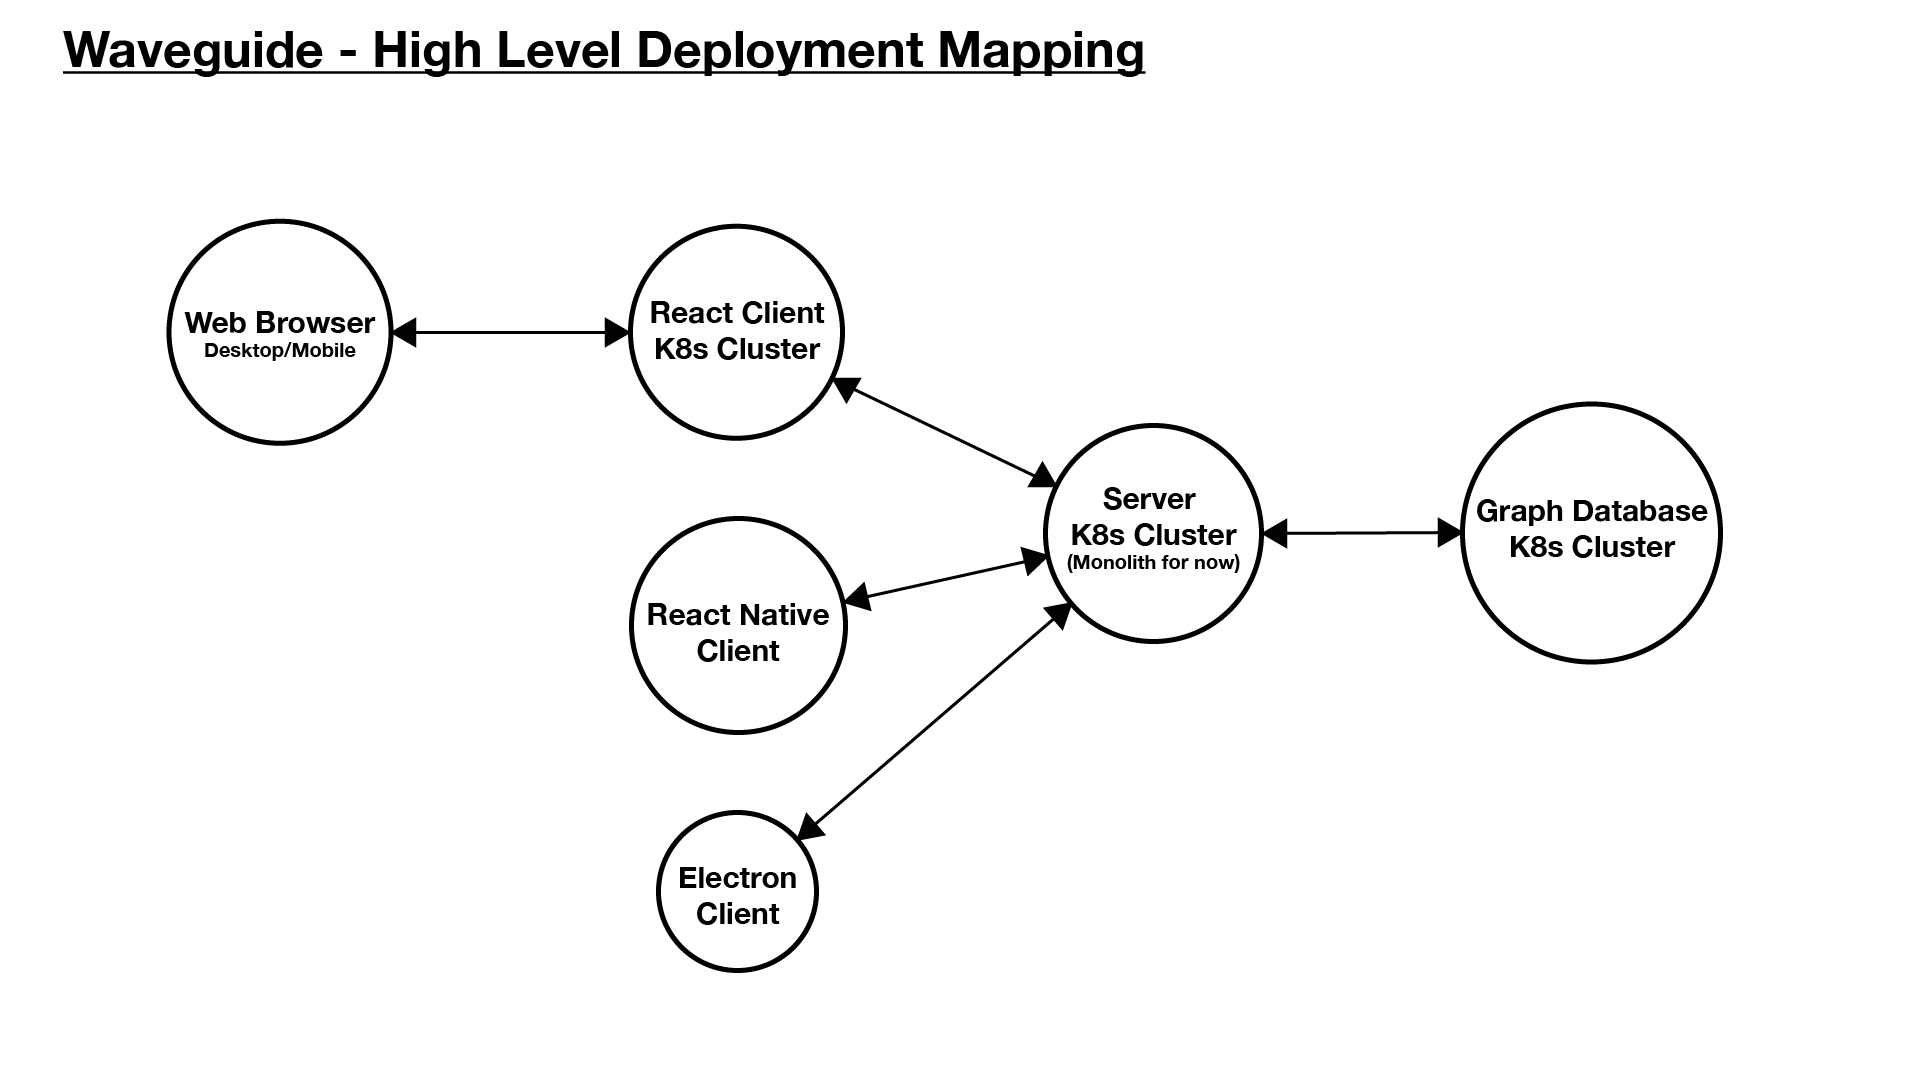 Waveguide - High Level Deployment Mapping
Web Browser
Desktop/Mobile
React Client
K8s Cluster
Server
K8s Cluster
(Monolith for now)
Graph Database
K8s Cluster
React Native
Client
Electron
Client